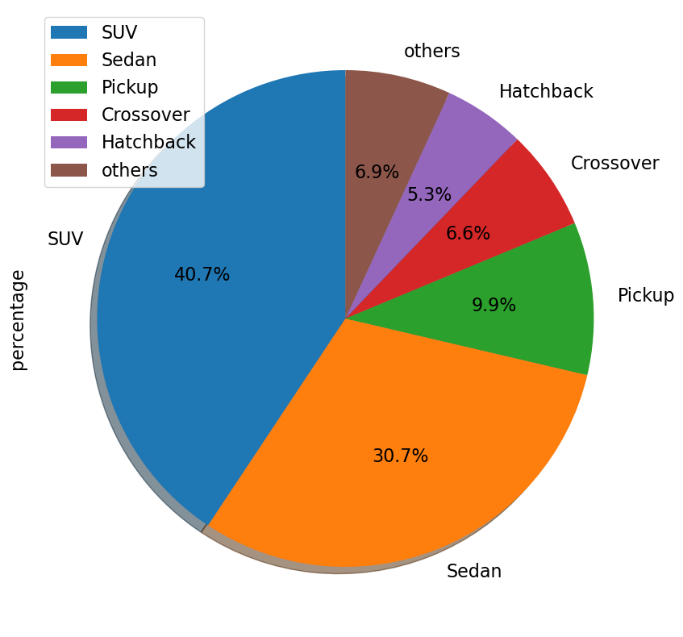 SUV
Sedan
Pickup
Crossover
Hatchback
others
others
Hatchback
Crossover
Pickup
Sedan
SUV
percentage
6.9%
5.3%
6.6%
9.9%
30.7%
40.7%